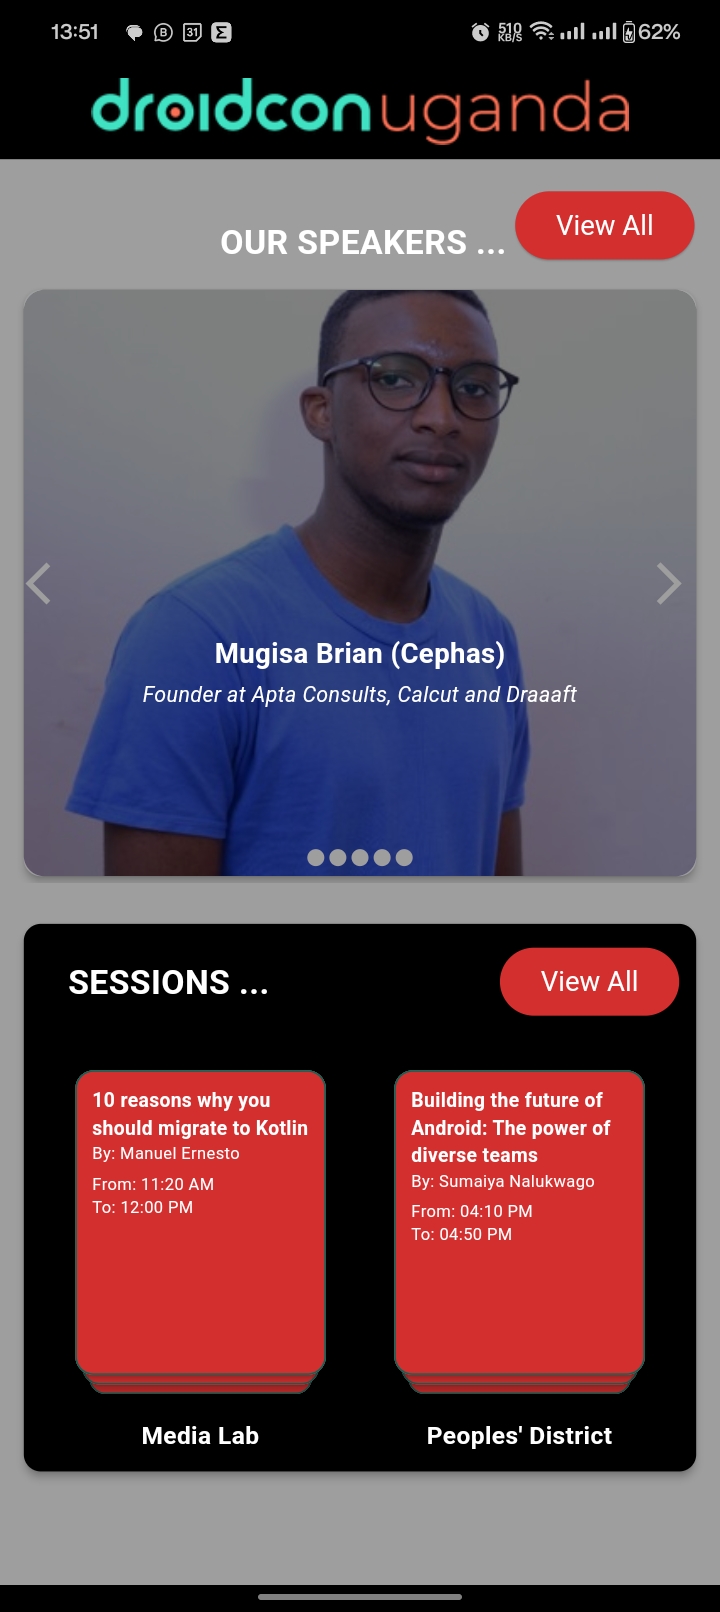 13:51
B
31
Σ
510
KB/S
62%
droidconuganda
OUR SPEAKERS ...
View All
Mugisa Brian (Cephas)
Founder at Apta Consults, Calcut and Draaaft
SESSIONS ...
View All
10 reasons why you
should migrate to Kotlin
By: Manuel Ernesto
From: 11:20 AM
To: 12:00 PM
Building the future of
Android: The power of
diverse teams
By: Sumaiya Nalukwago
From: 04:10 PM
To: 04:50 PM
Media Lab
Peoples' District